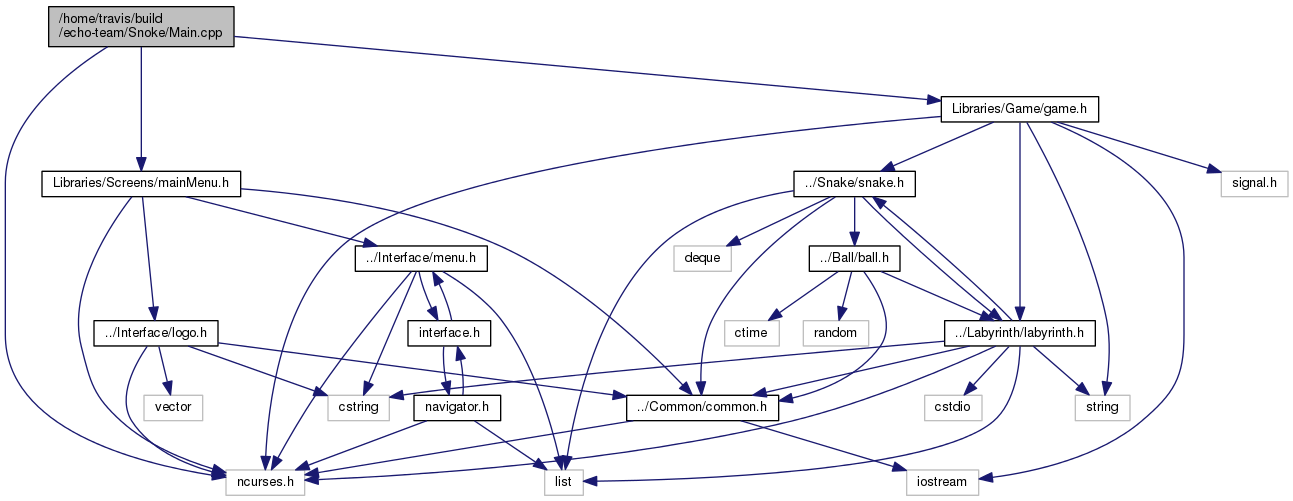 /home/travis/build
/echo-team/Snoke/Main.cpp
Libraries/Game/game.h
Libraries/Screens/mainMenu.h
../Snake/snake.h
signal.h
../Interface/menu.h
deque
../Ball/ball.h
../Interface/logo.h
interface.h
ctime
random
../Labyrinth/labyrinth.h
vector
cstring
navigator.h
../Common/common.h
cstdio
string
ncurses.h
list
iostream